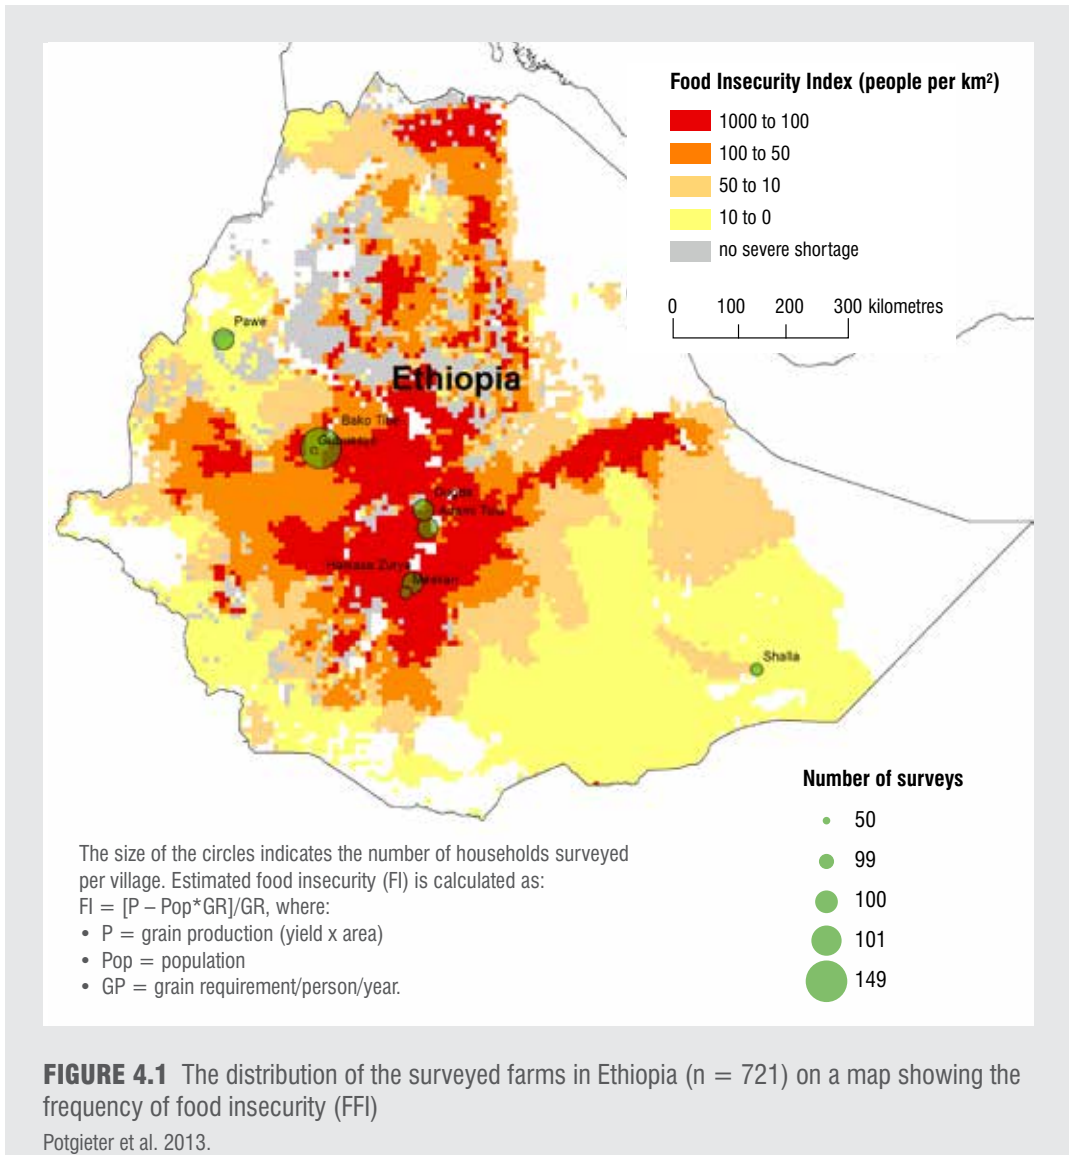 Food Insecurity Index (people per km²)
1000 to 100
100 to 50
50 to 10
10 to 0
no severe shortage
0 100 200 300 kilometres
Pawe
Ethiopia
Bako Tibe
Shalla
Number of surveys
50
99
100
101
149
The size of the circles indicates the number of households surveyed
per village. Estimated food insecurity (FI) is calculated as:
FI = [P – Pop*GR]/GR, where:
• P = grain production (yield x area)
• Pop = population
• GP = grain requirement/person/year.
FIGURE 4.1 The distribution of the surveyed farms in Ethiopia (n = 721) on a map showing the
frequency of food insecurity (FFI)
Potgieter et al. 2013.